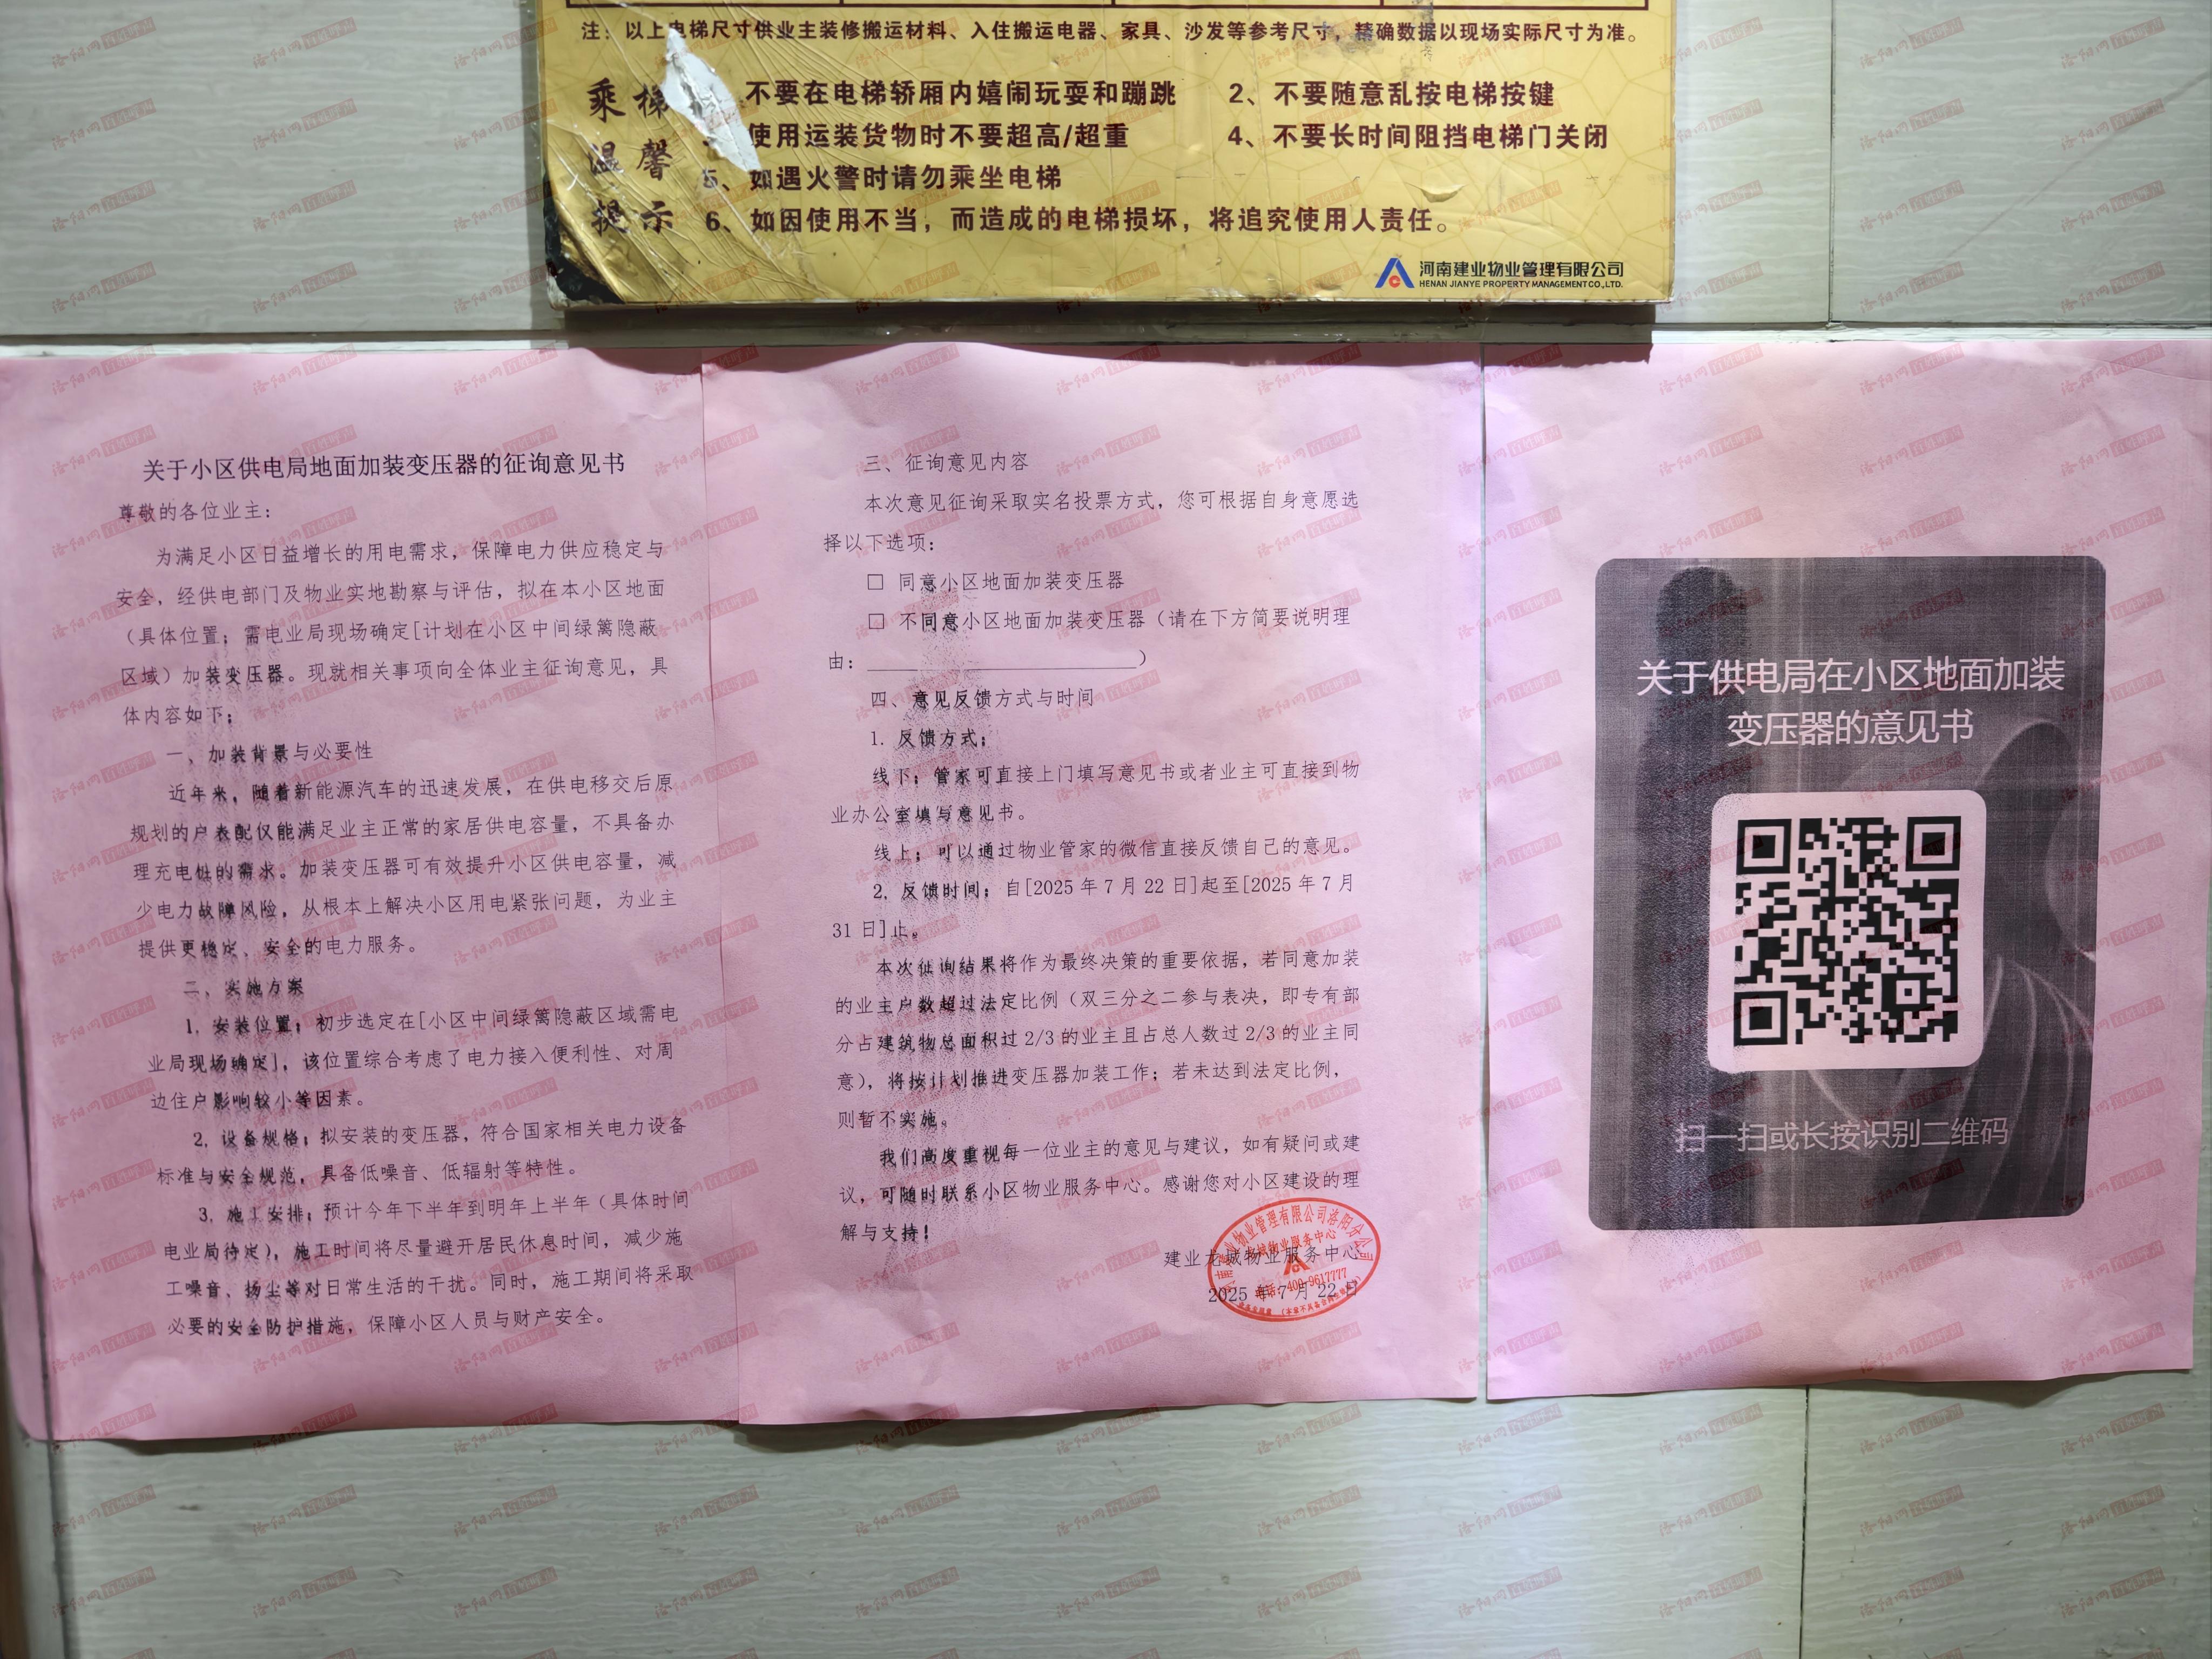 注：以上电梯尺寸供业主装修搬运材料、入住搬运电器、家具、沙发等参考尺寸，精确数据以现场实际尺寸为准。
乘梯
温馨
提示
不要在电梯轿厢内嬉闹玩耍和蹦跳
2、不要随意乱按电梯按键
使用运装货物时不要超高/超重
4、不要长时间阻挡电梯门关闭
5、如遇火警时请勿乘坐电梯
6、如因使用不当，而造成的电梯损坏，将追究使用人责任。
河南建业物业管理有限公司
HENAN JIANYE PROPERTY MANAGEMENT CO.,LTD.
关于小区供电局地面加装变压器的征询意见书
尊敬的各位业主：
为满足小区日益增长的用电需求，保障电力供应稳定与
安全，经供电部门及物业实地勘察与评估，拟在本小区地面
（具体位置；需电业局现场确定[计划在小区中间绿篱隐蔽
区域）加装变压器。现就相关事项向全体业主征询意见，具
体内容如下；
一、加装背景与必要性
近年来，随着新能源汽车的迅速发展，在供电移交后原
规划的户表配仅能满足业主正常的家居供电容量，不具备办
理充电桩的需求。加装变压器可有效提升小区供电容量，减
少电力故障风险，从根本上解决小区用电紧张问题，为业主
提供更稳定、安全的电力服务。
二、实施方案
1. 安装位置；初步选定在[小区中间绿篱隐蔽区域需电
业局现场确定]，该位置综合考虑了电力接入便利性、对周
边住户影响较小等因素。
2. 设备规格；拟安装的变压器，符合国家相关电力设备
标准与安全规范，具备低噪音、低辐射等特性。
3. 施工安排；预计今年下半年到明年上半年（具体时间
电业局待定），施工时间将尽量避开居民休息时间，减少施
工噪音、扬尘等对日常生活的干扰。同时，施工期间将采取
必要的安全防护措施，保障小区人员与财产安全。
三、征询意见内容
本次意见征询采取实名投票方式，您可根据自身意愿选
择以下选项：
□ 同意小区地面加装变压器
□ 不同意小区地面加装变压器（请在下方简要说明理
由：____________________）
四、意见反馈方式与时间
1. 反馈方式；
线下；管家可直接上门填写意见书或者业主可直接到物
业办公室填写意见书。
线上；可以通过物业管家的微信直接反馈自己的意见。
2. 反馈时间；自[2025 年 7 月 22 日]起至[2025 年 7 月
31 日]止。
本次征询结果将作为最终决策的重要依据，若同意加装
的业主户数超过法定比例（双三分之二参与表决，即专有部
分占建筑物总面积过 2/3 的业主且占总人数过 2/3 的业主同
意），将按计划推进变压器加装工作；若未达到法定比例，
则暂不实施。
我们高度重视每一位业主的意见与建议，如有疑问或建
议，可随时联系小区物业服务中心。感谢您对小区建设的理
解与支持！
建业龙城物业服务中心
2025 年 7 月 22 日
400-9617777
关于供电局在小区地面加装
变压器的意见书
扫一扫或长按识别二维码
洛阳网 百姓呼声